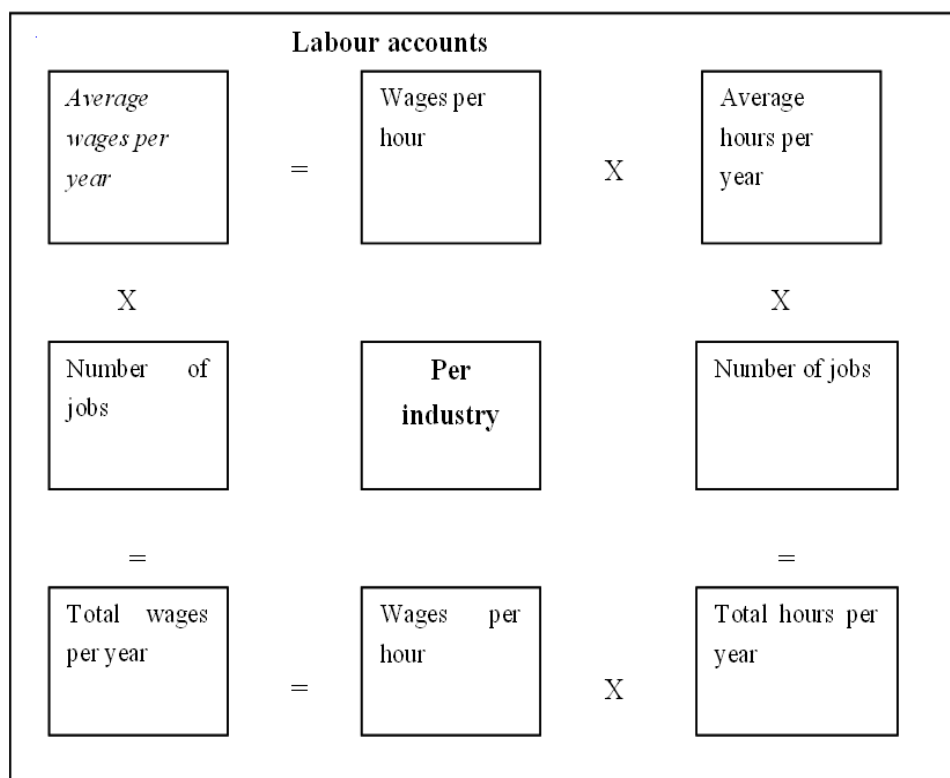 Labour accounts
Average
wages per
year
=
Wages per
hour
X
Average
hours per
year
X
X
Number of
jobs
Per
industry
Number of jobs
=
=
Total wages
per year
=
Wages per
hour
X
Total hours per
year